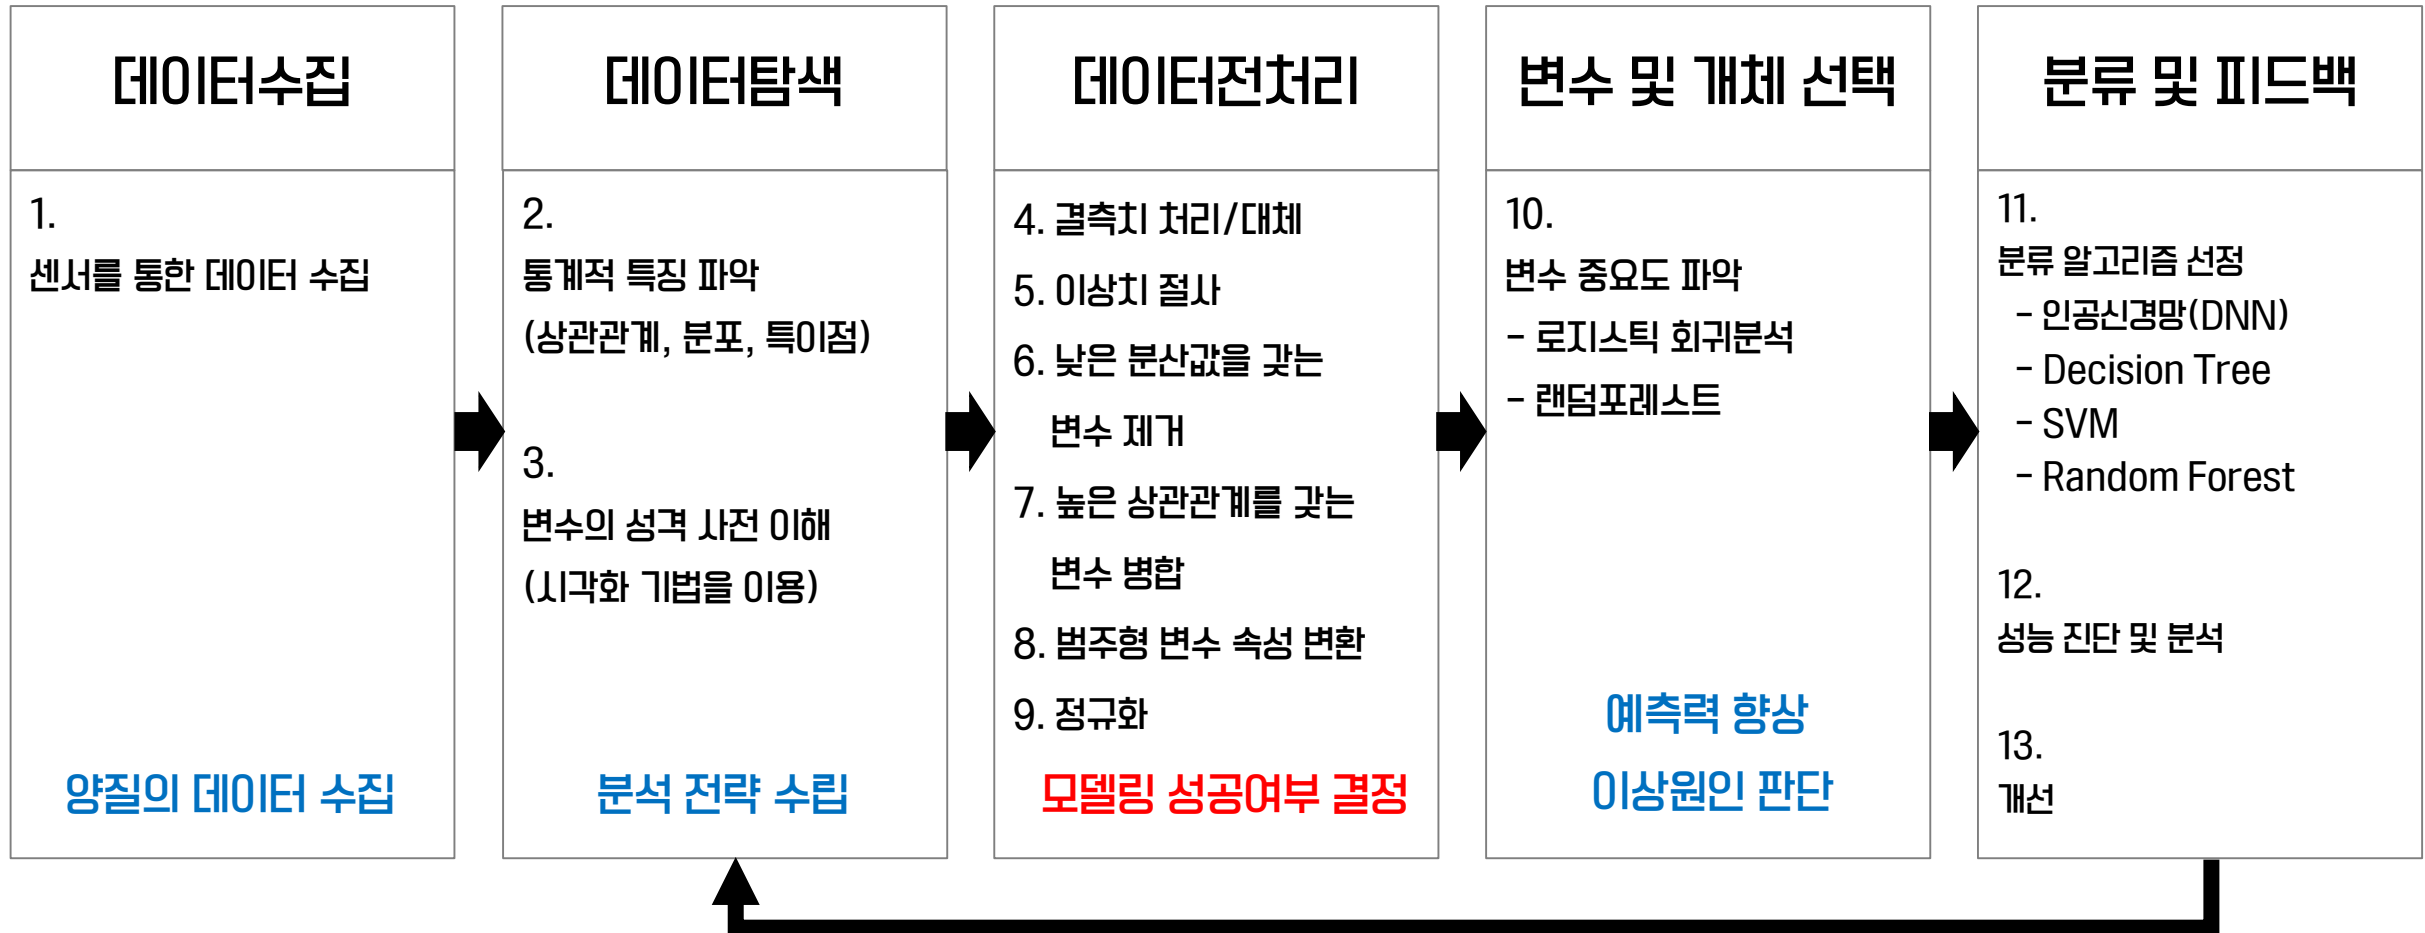 데이터수집
1.
센서를 통한 데이터 수집
양질의 데이터 수집
데이터탐색
2.
통계적 특징 파악
(상관관계, 분포, 특이점)
3.
변수의 성격 사전 이해
(시각화 기법을 이용)
분석 전략 수립
데이터전처리
4. 결측치 처리/대체
5. 이상치 절사
6. 낮은 분산값을 갖는
변수 제거
7. 높은 상관관계를 갖는
변수 병합
8. 범주형 변수 속성 변환
9. 정규화
모델링 성공여부 결정
변수 및 개체 선택
10.
변수 중요도 파악
- 로지스틱 회귀분석
- 랜덤포레스트
예측력 향상
이상원인 판단
분류 및 피드백
11.
분류 알고리즘 선정
- 인공신경망(DNN)
- Decision Tree
- SVM
- Random Forest
12.
성능 진단 및 분석
13.
개선